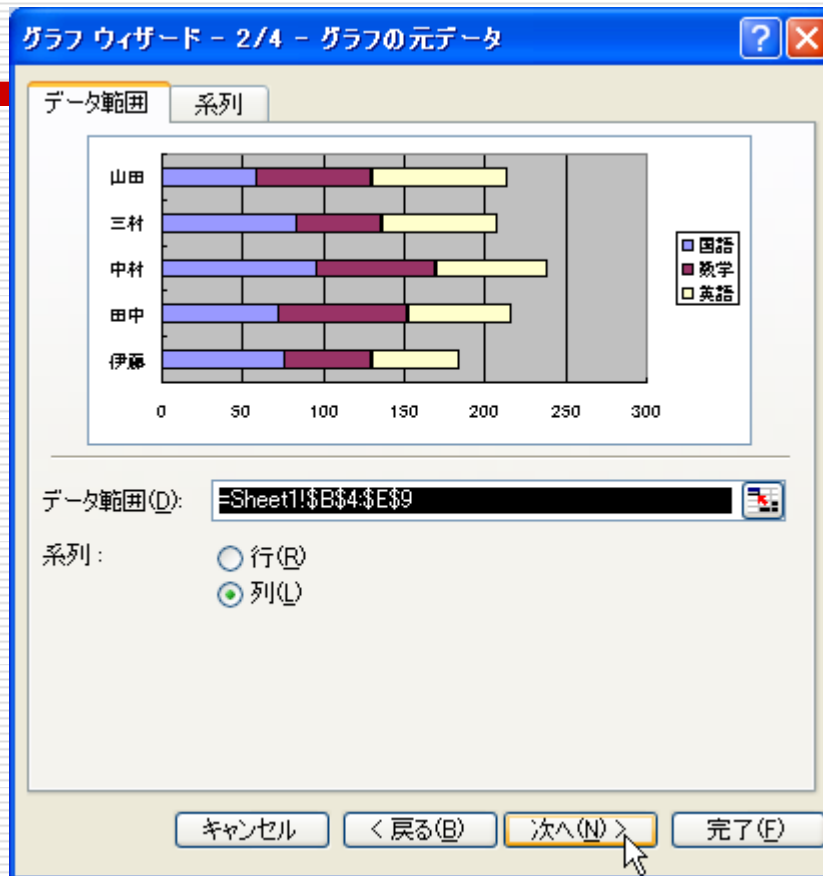 グラフ ウィザード - 2/4 - グラフの元データ
データ範囲 系列
山田
三村
中村
田中
伊藤
0 50 100 150 200 250 300
国語
数学
英語
データ範囲(D): =Sheet1!$B$4:$E$9
系列:
行(R)
列(L)
キャンセル < 戻る(B) 次へ(N) > 完了(F)